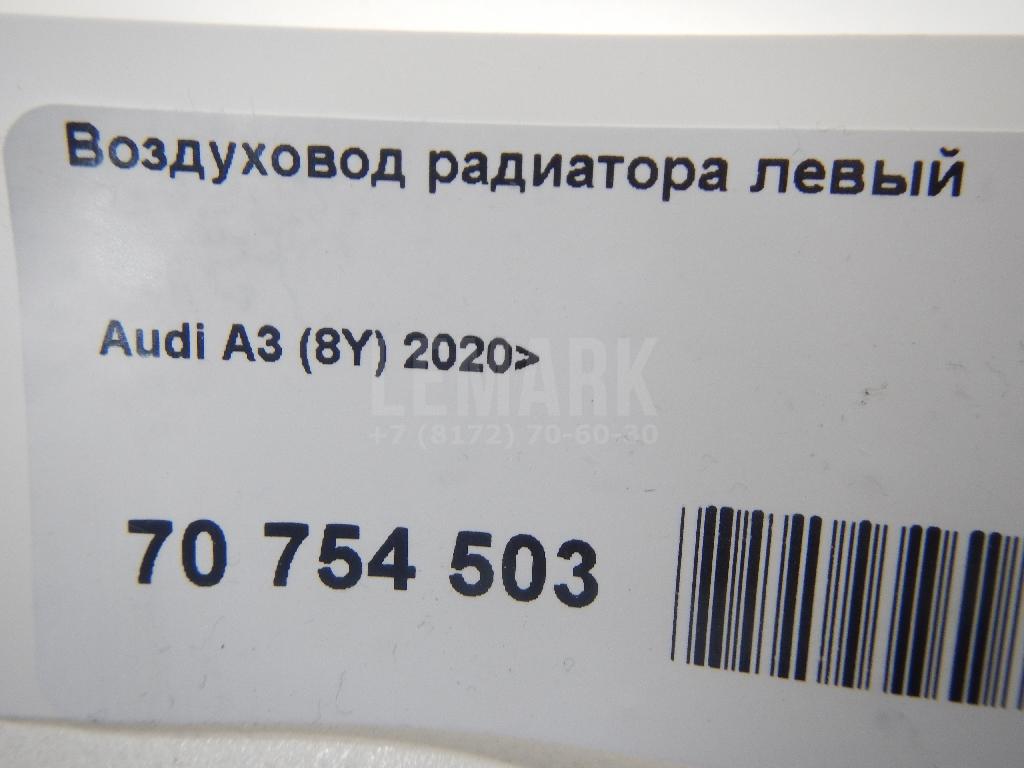 Воздуховод радиатора левый
Audi A3 (8Y) 2020>
LEMARK
+7 (8172) 70-60-30
70 754 503